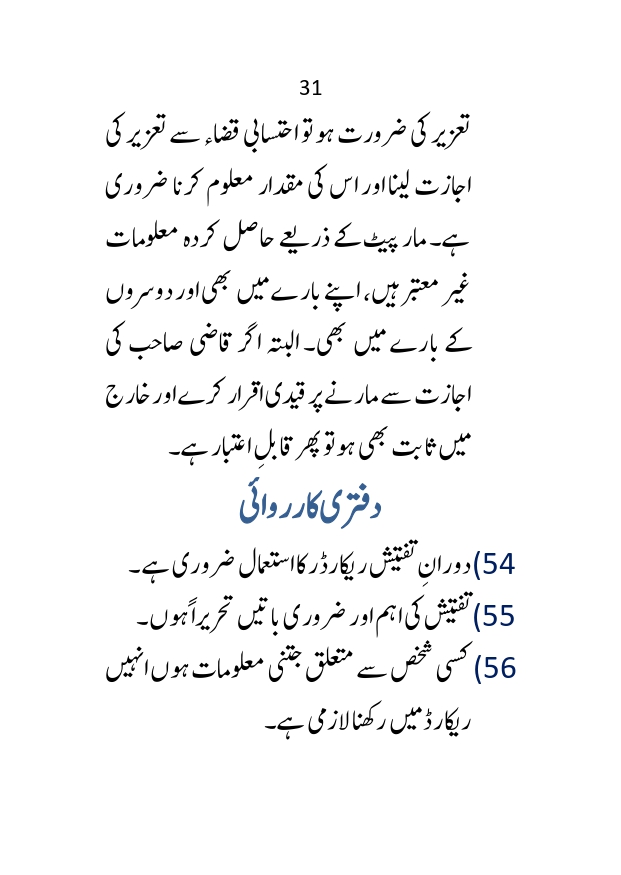 31
تعزیر کی ضرورت ہو تو احتسابی قضاء سے تعزیر کی
اجازت لینا اور اس کی مقدار معلوم کرنا ضروری
ہے۔ مار پیٹ کے ذریعے حاصل کردہ معلومات
غیر معتبر ہیں، اپنے بارے میں بھی اور دوسروں
کے بارے میں بھی۔ البتہ اگر قاضی صاحب کی
اجازت سے مارنے پر قیدی اقرار کرے اور خارج
میں ثابت بھی ہو تو پھر قابلِ اعتبار ہے۔
دفتری کارروائی
54) دورانِ تفتیش ریکارڈر کا استعمال ضروری ہے۔
55) تفتیش کی اہم اور ضروری باتیں تحریراً ہوں۔
56) کسی شخص سے متعلق جتنی معلومات ہوں انہیں
ریکارڈ میں رکھنا لازمی ہے۔